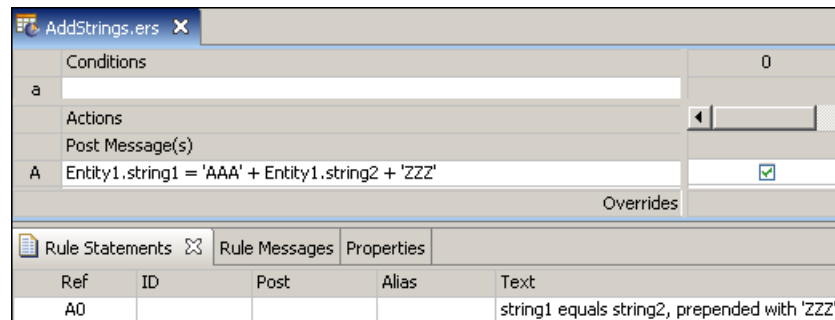 AddStrings.ers
Conditions 0
a
Actions
Post Message(s)
A Entity1.string1 = 'AAA' + Entity1.string2 + 'ZZZ'
Overrides
Rule Statements Rule Messages Properties
Ref ID Post Alias Text
A0 string1 equals string2, prepended with 'ZZZ'